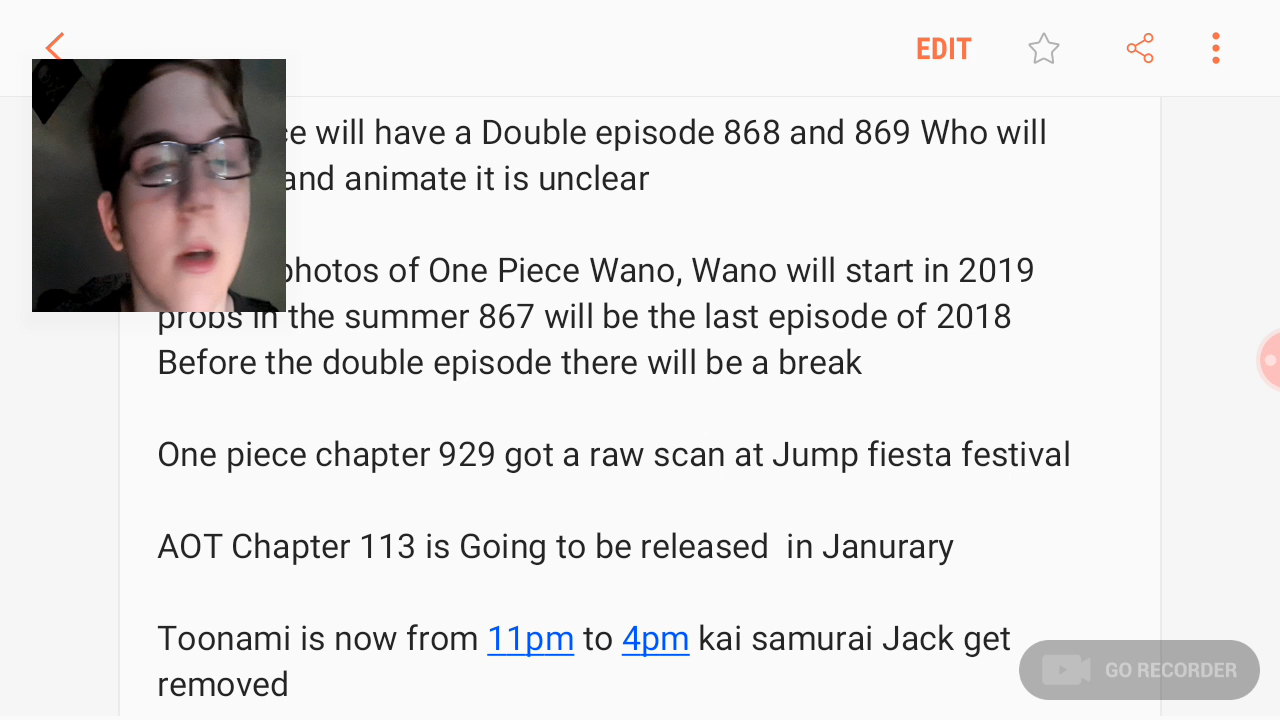 EDIT
ce will have a Double episode 868 and 869 Who will
and animate it is unclear
photos of One Piece Wano, Wano will start in 2019
probs in the summer 867 will be the last episode of 2018
Before the double episode there will be a break
One piece chapter 929 got a raw scan at Jump fiesta festival
AOT Chapter 113 is Going to be released  in Janurary
Toonami is now from 11pm to 4pm kai samurai Jack get
removed
GO RECORDER